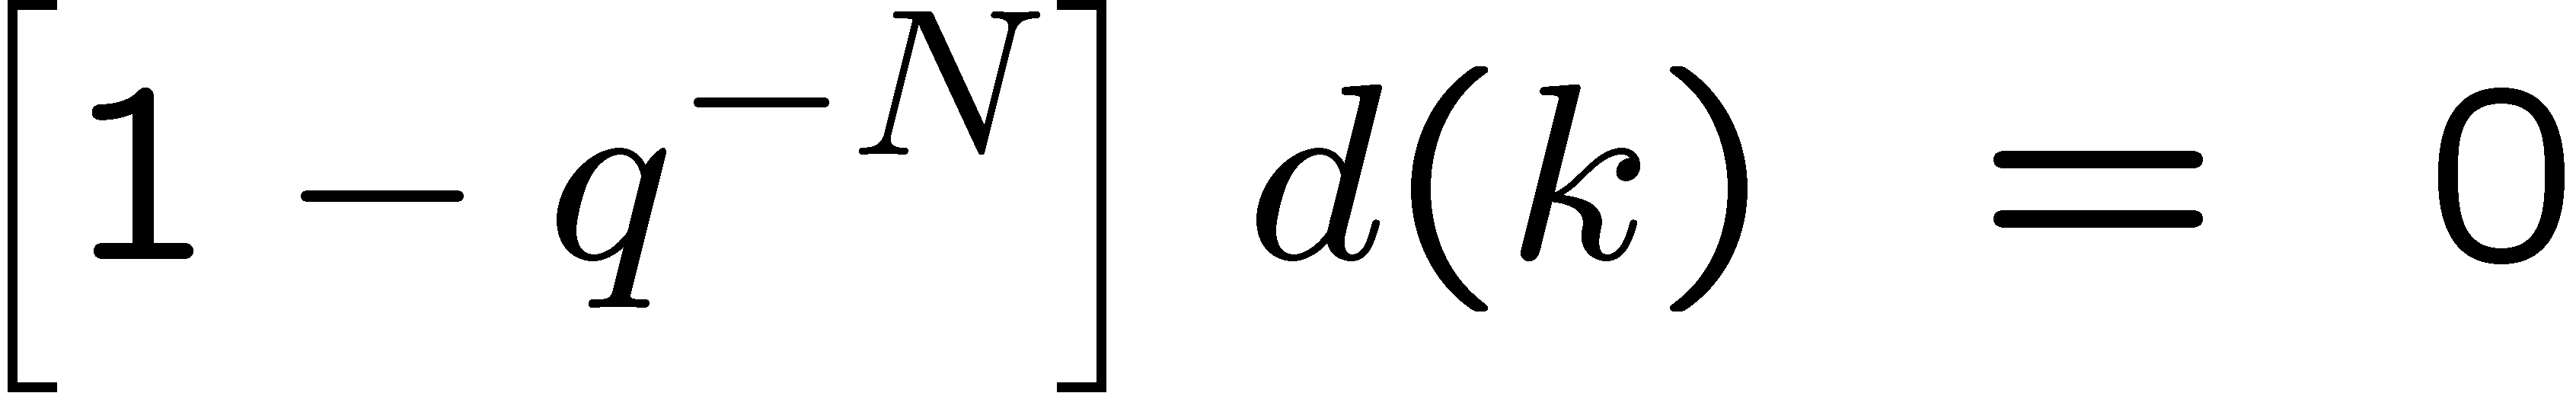 [1 − q^{−N}] d(k) = 0